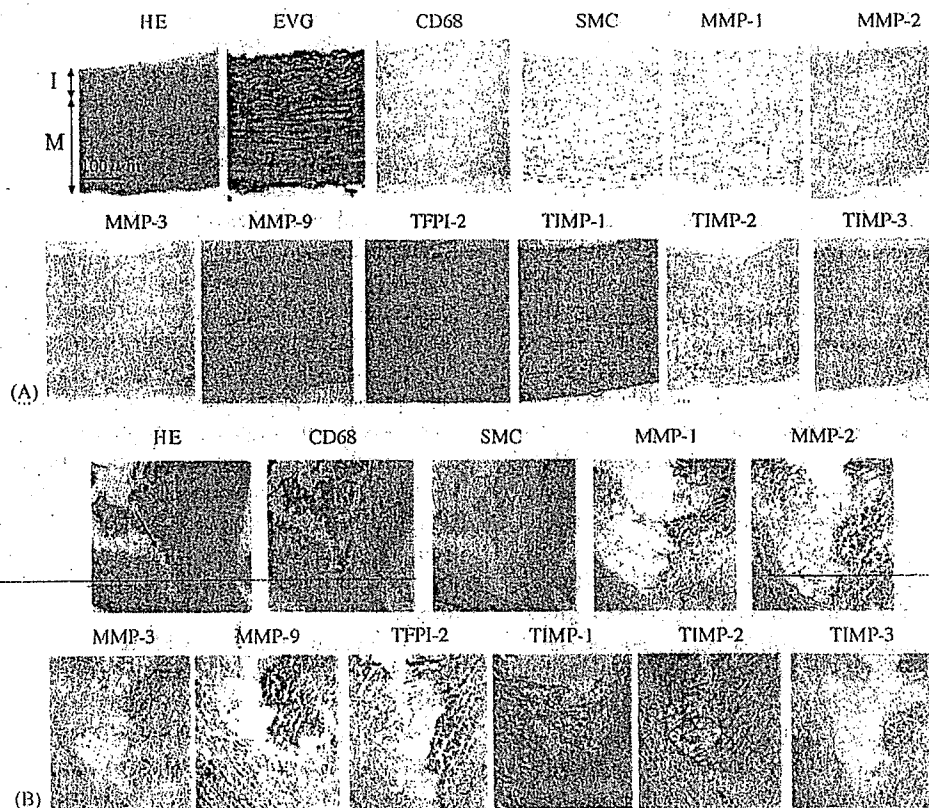 HE EVG CD68 SMC MMP-1 MMP-2
I
M
100μm
MMP-3 MMP-9 TFPI-2 TIMP-1 TIMP-2 TIMP-3
(A)
HE CD68 SMC MMP-1 MMP-2
MMP-3 MMP-9 TFPI-2 TIMP-1 TIMP-2 TIMP-3
(B)